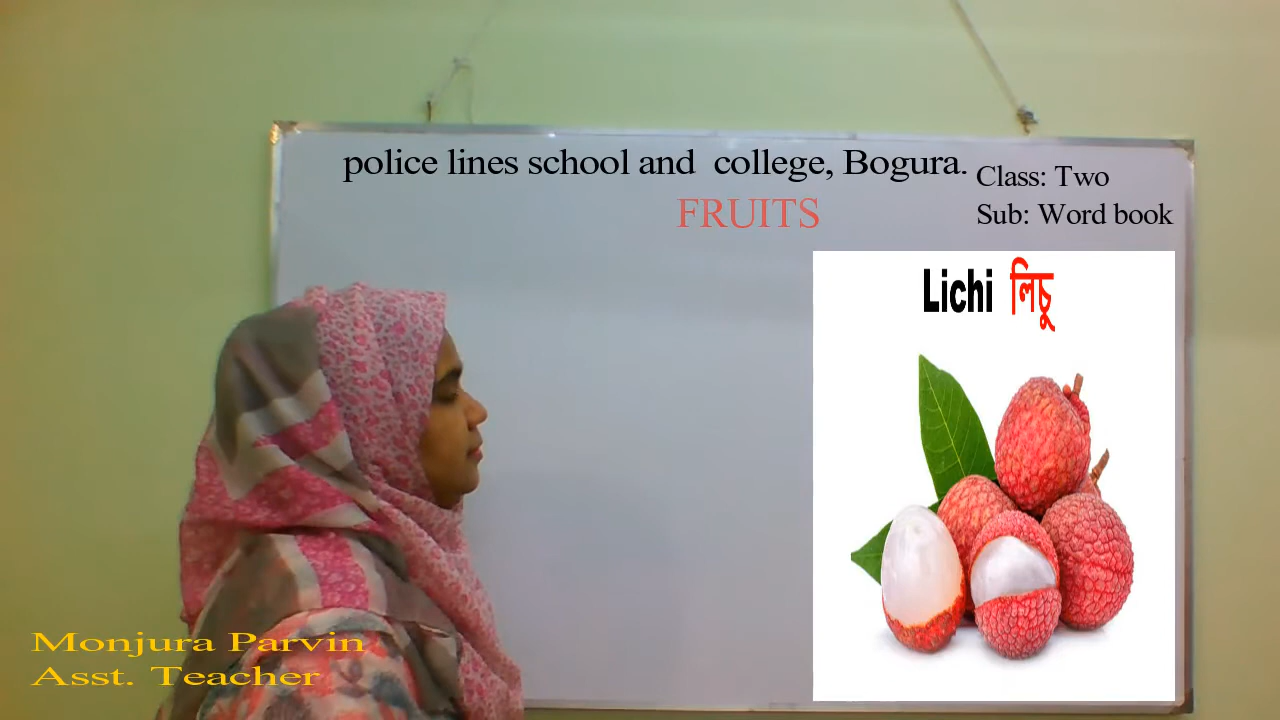 police lines school and college, Bogura.
Class: Two
FRUITS
Sub: Word book
Lichi লিচু
Monjura Parvin
Asst. Teacher